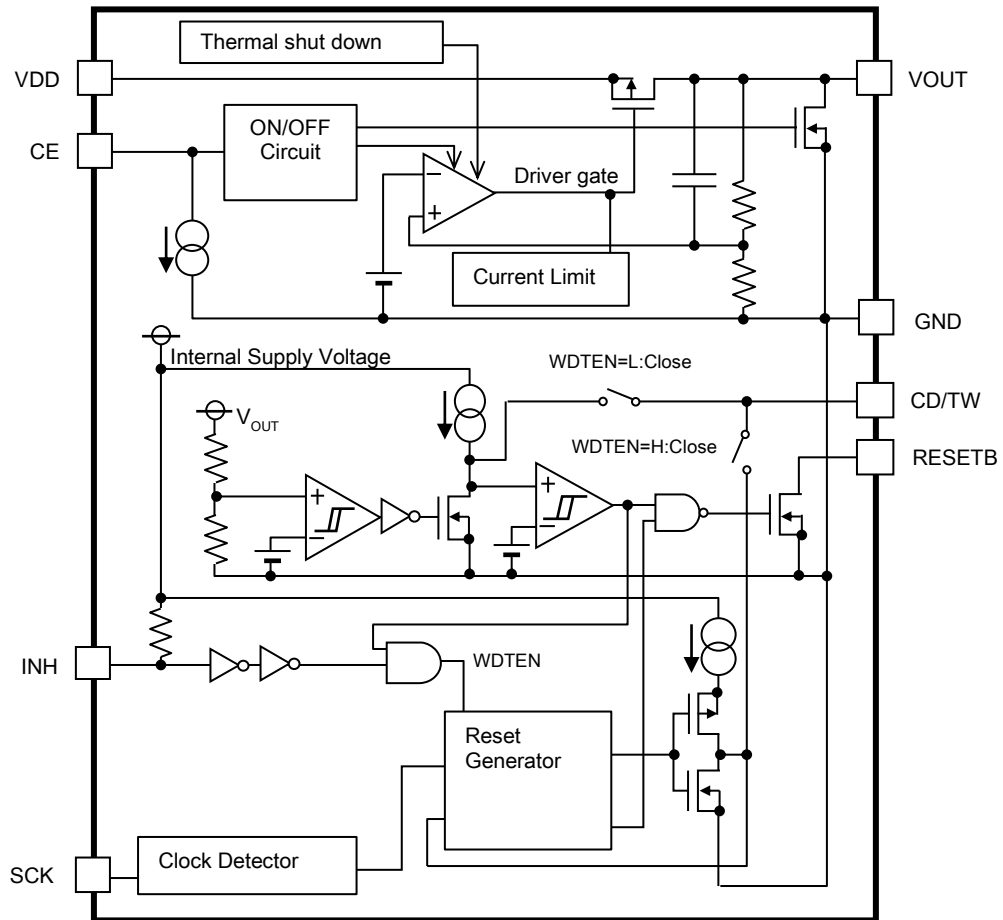 Thermal shut down
VDD
VOUT
ON/OFF
Circuit
CE
Driver gate
−
+
Current Limit
GND
Internal Supply Voltage
WDTEN=L:Close
CD/TW
VOUT
WDTEN=H:Close
RESETB
+
−
+
−
INH
WDTEN
Reset
Generator
Clock Detector
SCK